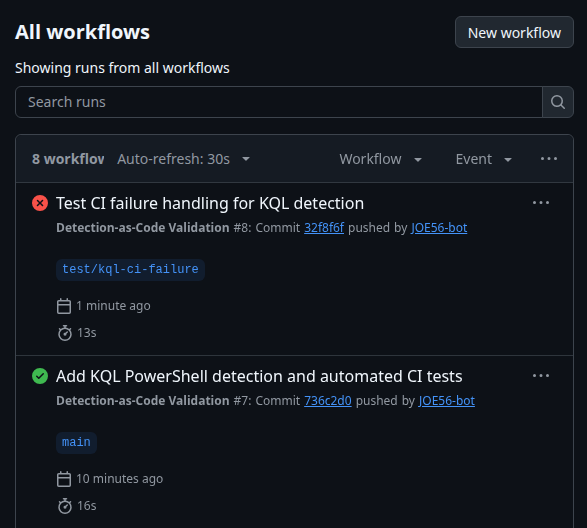 All workflows
New workflow
Showing runs from all workflows
Search runs
8 workflow Auto-refresh: 30s Workflow Event
Test CI failure handling for KQL detection
Detection-as-Code Validation #8: Commit 32f8f6f pushed by JOE56-bot
test/kql-ci-failure
1 minute ago
13s
Add KQL PowerShell detection and automated CI tests
Detection-as-Code Validation #7: Commit 736c2d0 pushed by JOE56-bot
main
10 minutes ago
16s